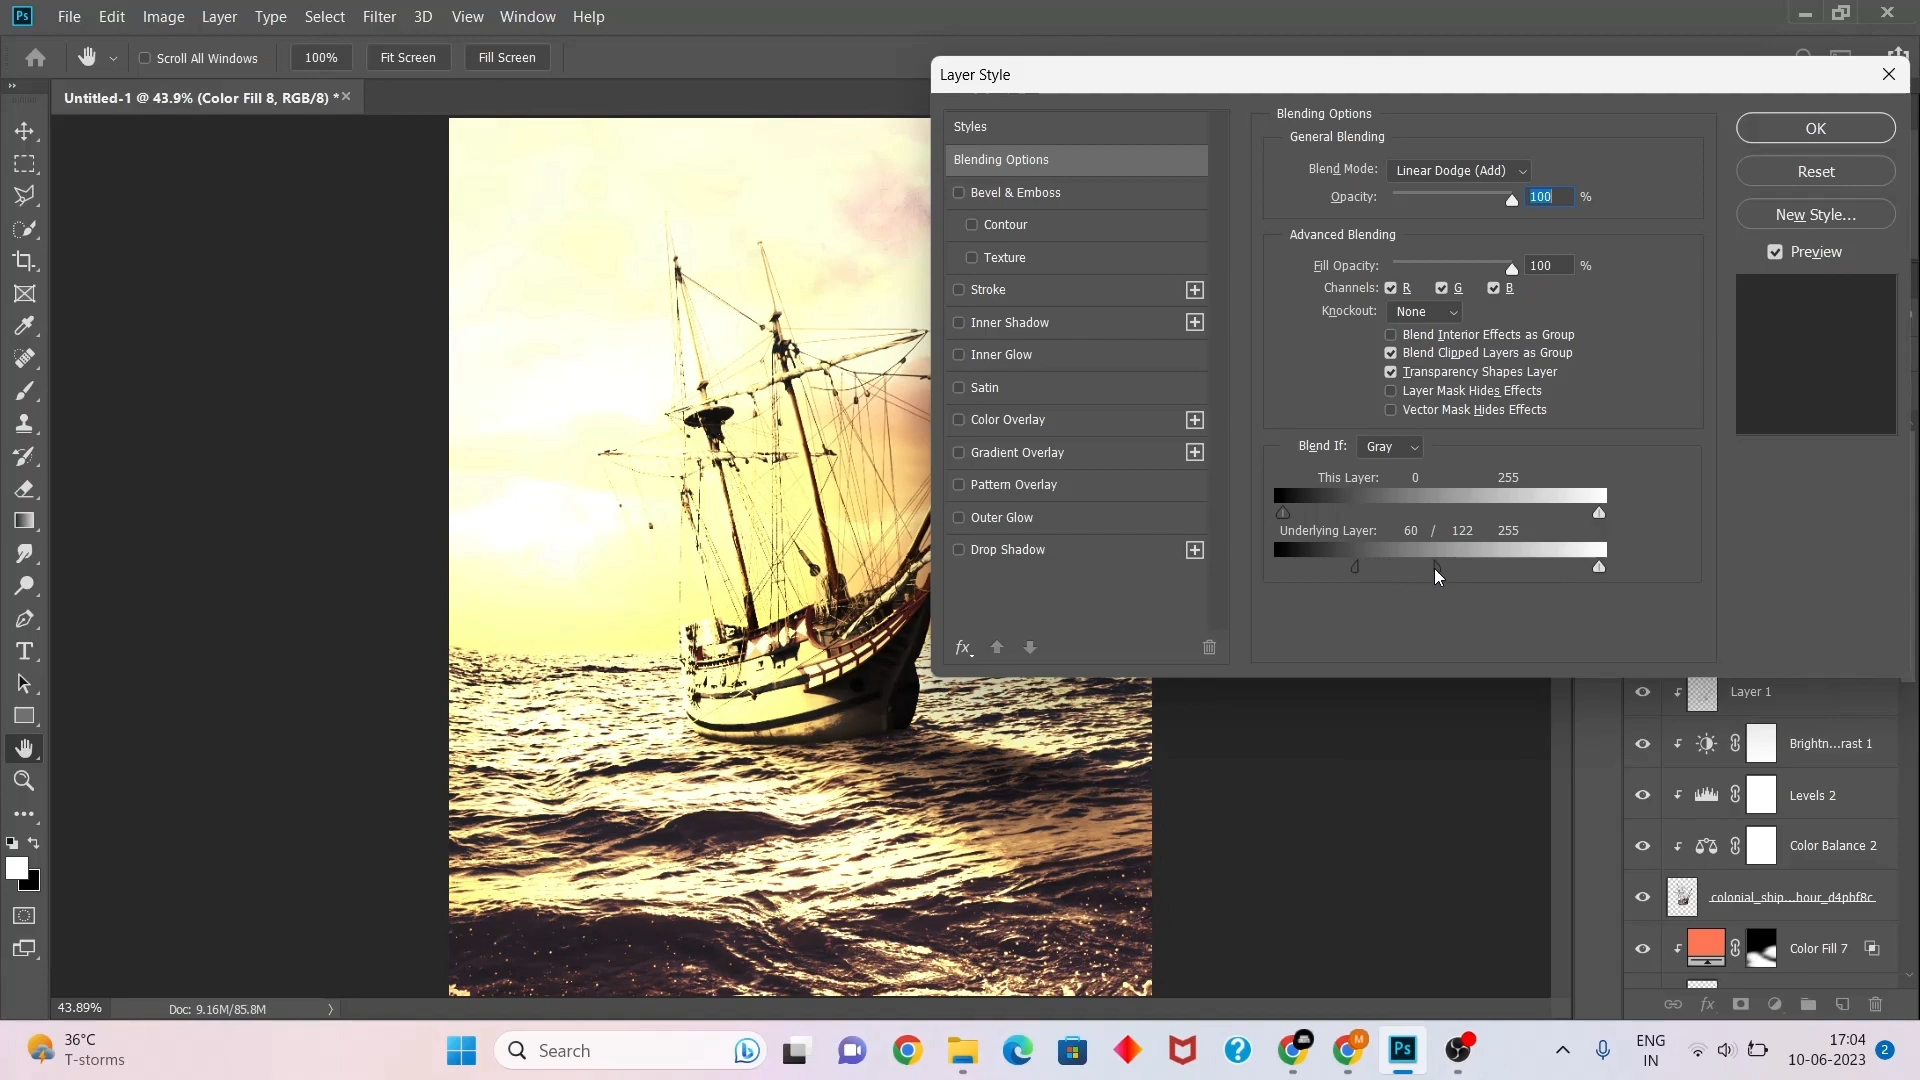 Ps File Edit Image Layer Type Select Filter 3D View Window Help
Scroll All Windows 100% Fit Screen Fill Screen
Untitled-1 @ 43.9% (Color Fill 8, RGB/8) *
Layer Style
Styles
Blending Options
Bevel & Emboss
Contour
Texture
Stroke
Inner Shadow
Inner Glow
Satin
Color Overlay
Gradient Overlay
Pattern Overlay
Outer Glow
Drop Shadow
fx
Blending Options
General Blending
Blend Mode: Linear Dodge (Add)
Opacity: 100 %
Advanced Blending
Fill Opacity: 100 %
Channels: R G B
Knockout: None
Blend Interior Effects as Group
Blend Clipped Layers as Group
Transparency Shapes Layer
Layer Mask Hides Effects
Vector Mask Hides Effects
Blend If: Gray
This Layer: 0 255
Underlying Layer: 60 / 122 255
OK
Reset
New Style...
Preview
Layer 1
Brightn...rast 1
Levels 2
Color Balance 2
colonial_ship...hour_d4phf8c
Color Fill 7
fx
43.89% Doc: 9.16M/85.8M
36°C
T-storms
Search
Ps
ENG
IN
17:04
10-06-2023
2